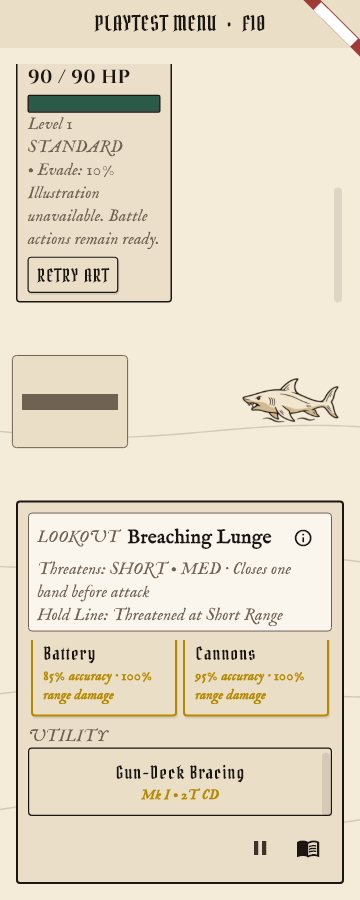 PLAYTEST MENU · F10
90 / 90 HP
Level 1
STANDARD
• Evade: 10%
Illustration
unavailable. Battle
actions remain ready.
RETRY ART
LOOKOUT Breaching Lunge
Threatens: SHORT • MED · Closes one
band before attack
Hold Line: Threatened at Short Range
Battery
85% accuracy · 100%
range damage
Cannons
95% accuracy · 100%
range damage
UTILITY
Gun-Deck Bracing
Mk I • 2T CD